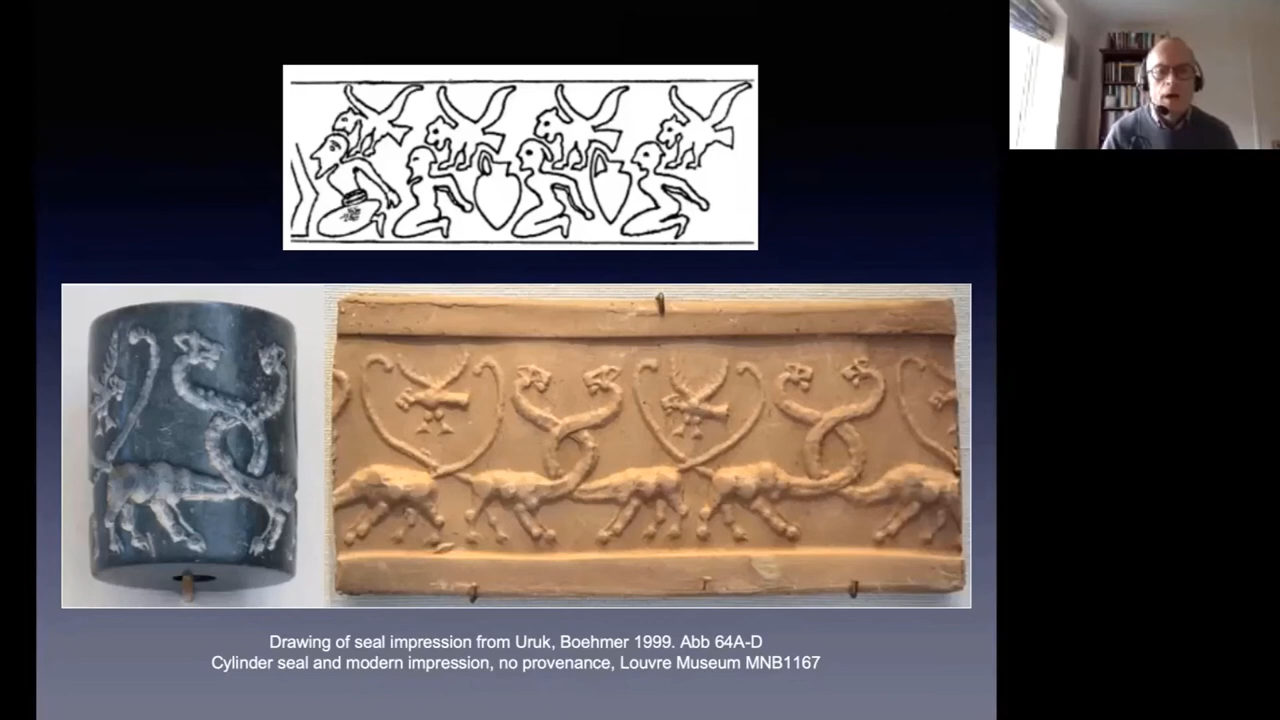 Drawing of seal impression from Uruk, Boehmer 1999. Abb 64A-D
Cylinder seal and modern impression, no provenance, Louvre Museum MNB1167